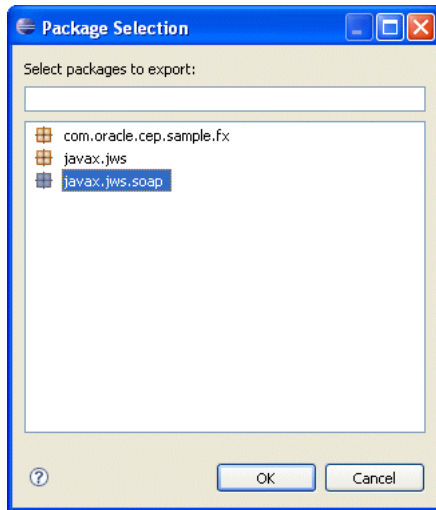 Package Selection
Select packages to export:
com.oracle.cep.sample.fx
javax.jws
javax.jws.soap
?
OK Cancel